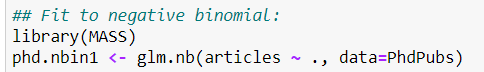 ## Fit to negative binomial:
library(MASS)
phd.nbin1 <- glm.nb(articles ~ ., data=PhdPubs)